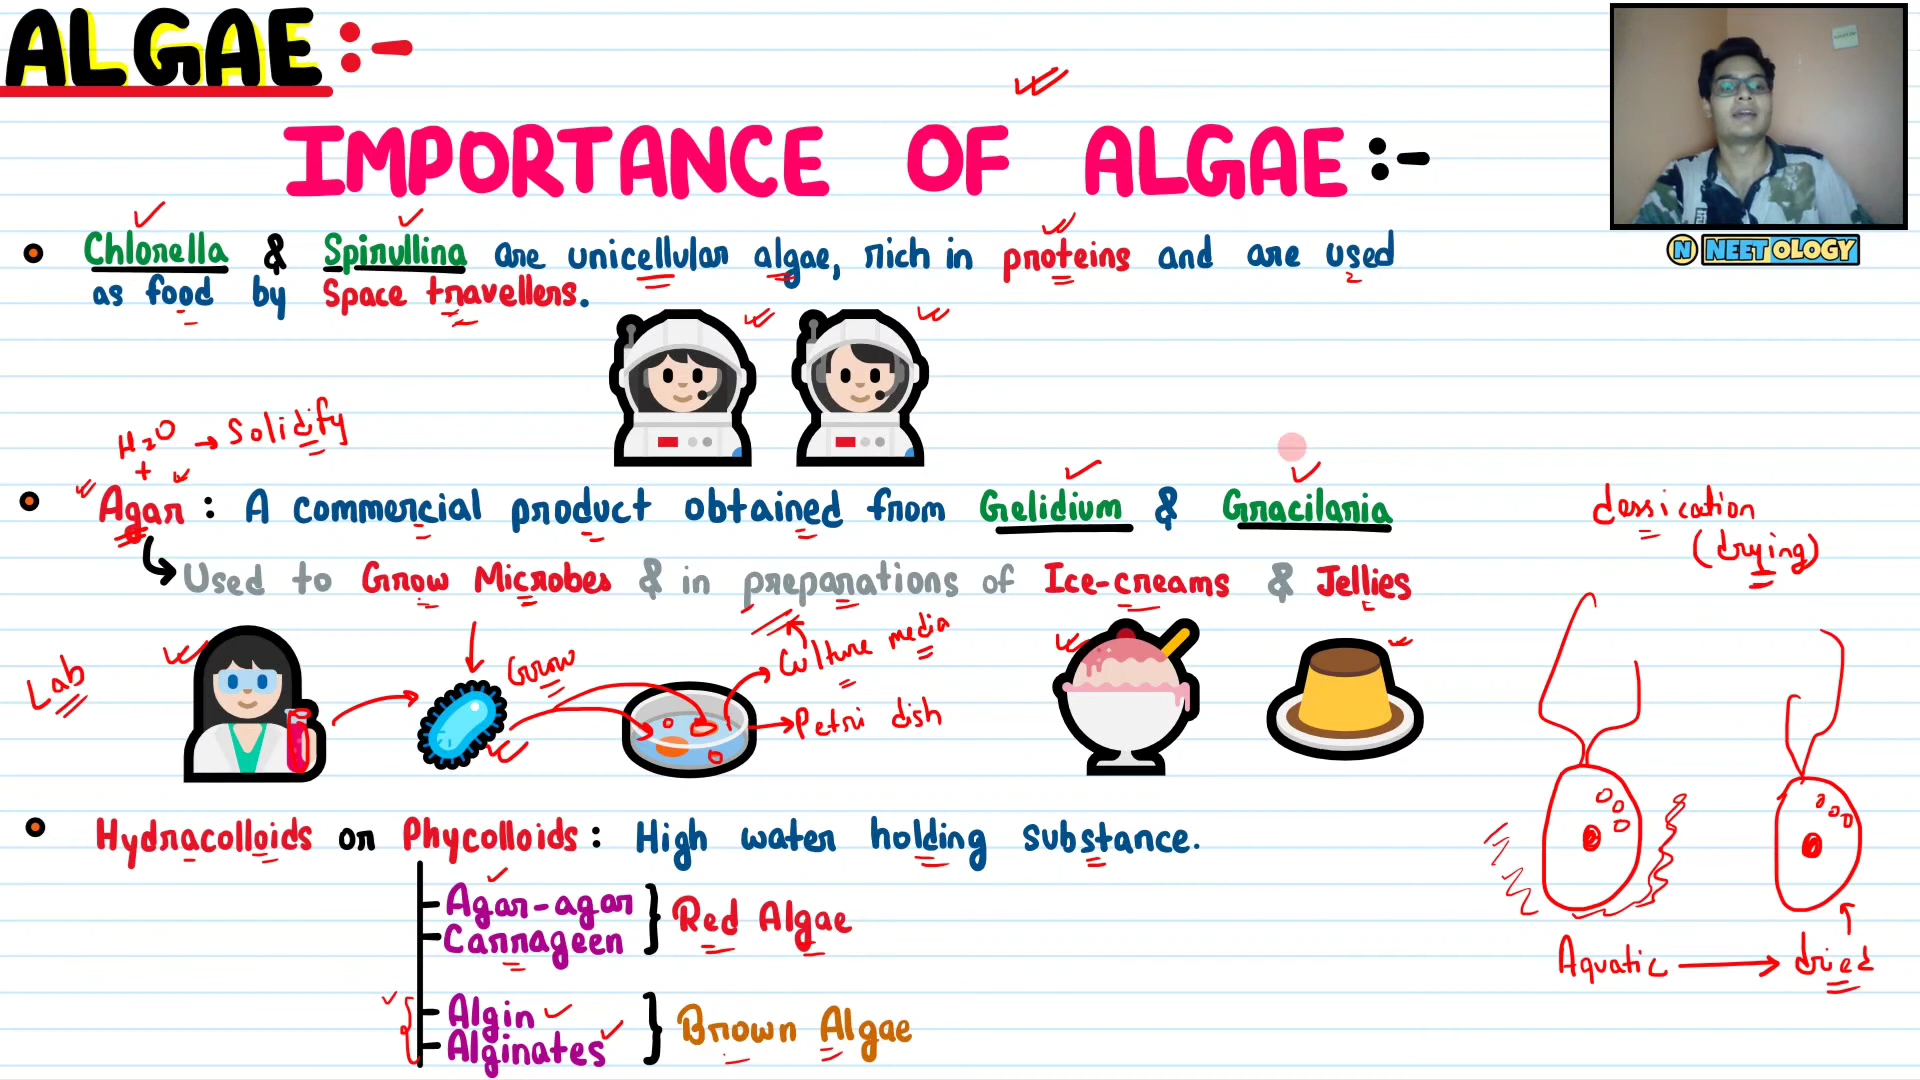 ALGAE :-
IMPORTANCE OF ALGAE :-
NEETOLOGY
• Chlorella & Spirullina are unicellular algae, rich in proteins and are used
as food by Space travellers.
H2O → Solidify
+
• Agar : A commercial product obtained from Gelidium & Gracilaria
Used to Grow Microbes & in preparations of Ice-creams & Jellies
dessication
(drying)
Lab
Grow
Culture media
Petri dish
• Hydracolloids or Phycolloids : High water holding substance.
Agar-agar
Carrageen
Red Algae
Algin
Alginates
Brown Algae
Aquatic → dried